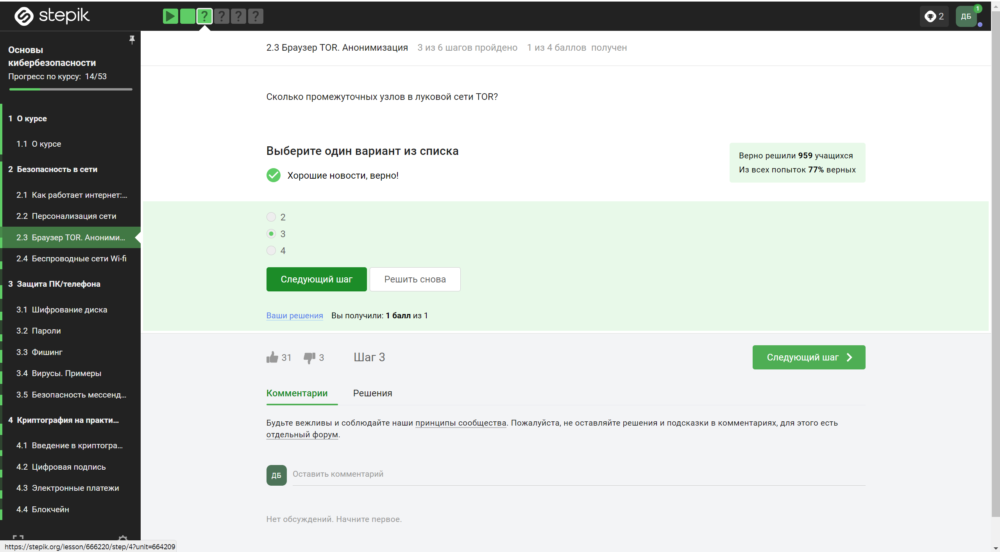 stepik
?
?
?
?
2
ДБ
1
Основы
кибербезопасности
Прогресс по курсу: 14/53
1 О курсе
1.1 О курсе
2 Безопасность в сети
2.1 Как работает интернет:...
2.2 Персонализация сети
2.3 Браузер TOR. Аноними...
2.4 Беспроводные сети Wi-fi
3 Защита ПК/телефона
3.1 Шифрование диска
3.2 Пароли
3.3 Фишинг
3.4 Вирусы. Примеры
3.5 Безопасность мессенд...
4 Криптография на практи...
4.1 Введение в криптогра...
4.2 Цифровая подпись
4.3 Электронные платежи
4.4 Блокчейн
2.3 Браузер TOR. Анонимизация 3 из 6 шагов пройдено 1 из 4 баллов получен
Сколько промежуточных узлов в луковой сети TOR?
Выберите один вариант из списка
Хорошие новости, верно!
Верно решили 959 учащихся
Из всех попыток 77% верных
2
3
4
Следующий шаг
Решить снова
Ваши решения Вы получили: 1 балл из 1
31
3
Шаг 3
Следующий шаг
Комментарии
Решения
Будьте вежливы и соблюдайте наши принципы сообщества. Пожалуйста, не оставляйте решения и подсказки в комментариях, для этого есть
отдельный форум.
ДБ
Оставить комментарий
Нет обсуждений. Начните первое.
https://stepik.org/lesson/666220/step/4?unit=664209